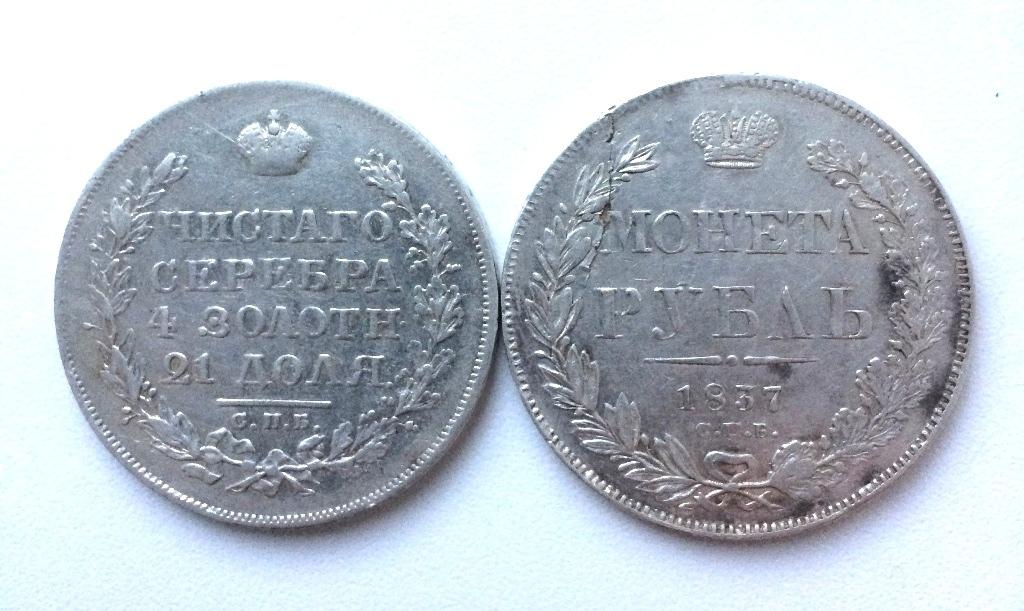 ЧИСТАГО
СЕРЕБРА
4 ЗОЛОТН
21 ДОЛЯ
С.П.Б.
МОНЕТА
РУБЛЬ
1837
С.П.Б.